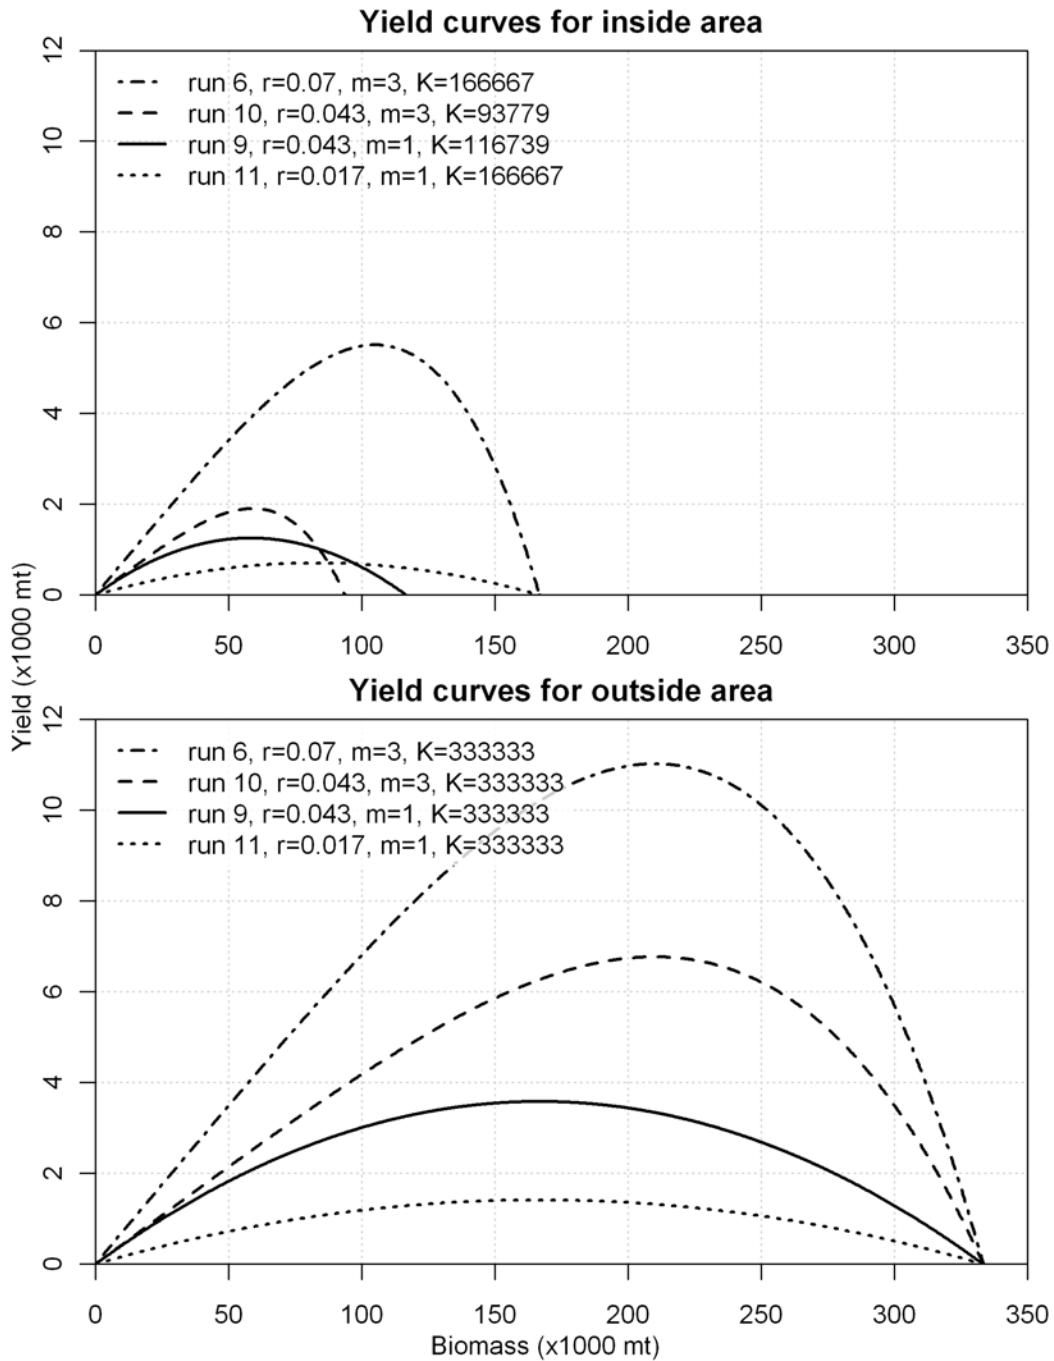 Yield curves for inside area
12
10
8
6
4
2
0
run 6, r=0.07, m=3, K=166667
run 10, r=0.043, m=3, K=93779
run 9, r=0.043, m=1, K=116739
run 11, r=0.017, m=1, K=166667
0 50 100 150 200 250 300 350
Yield (x1000 mt)
Yield curves for outside area
12
10
8
6
4
2
0
run 6, r=0.07, m=3, K=333333
run 10, r=0.043, m=3, K=333333
run 9, r=0.043, m=1, K=333333
run 11, r=0.017, m=1, K=333333
0 50 100 150 200 250 300 350
Biomass (x1000 mt)